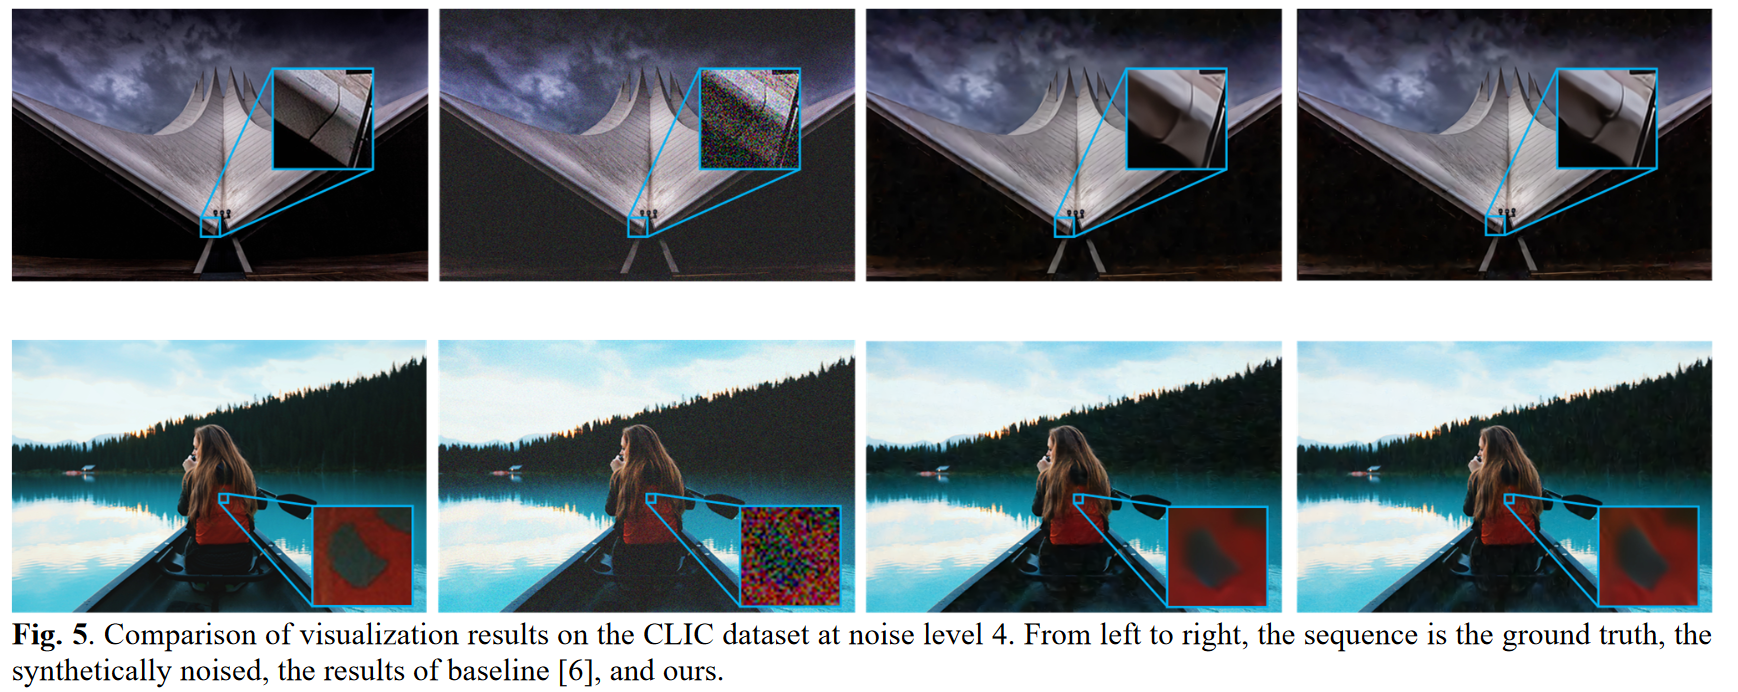 Fig. 5. Comparison of visualization results on the CLIC dataset at noise level 4. From left to right, the sequence is the ground truth, the
synthetically noised, the results of baseline [6], and ours.